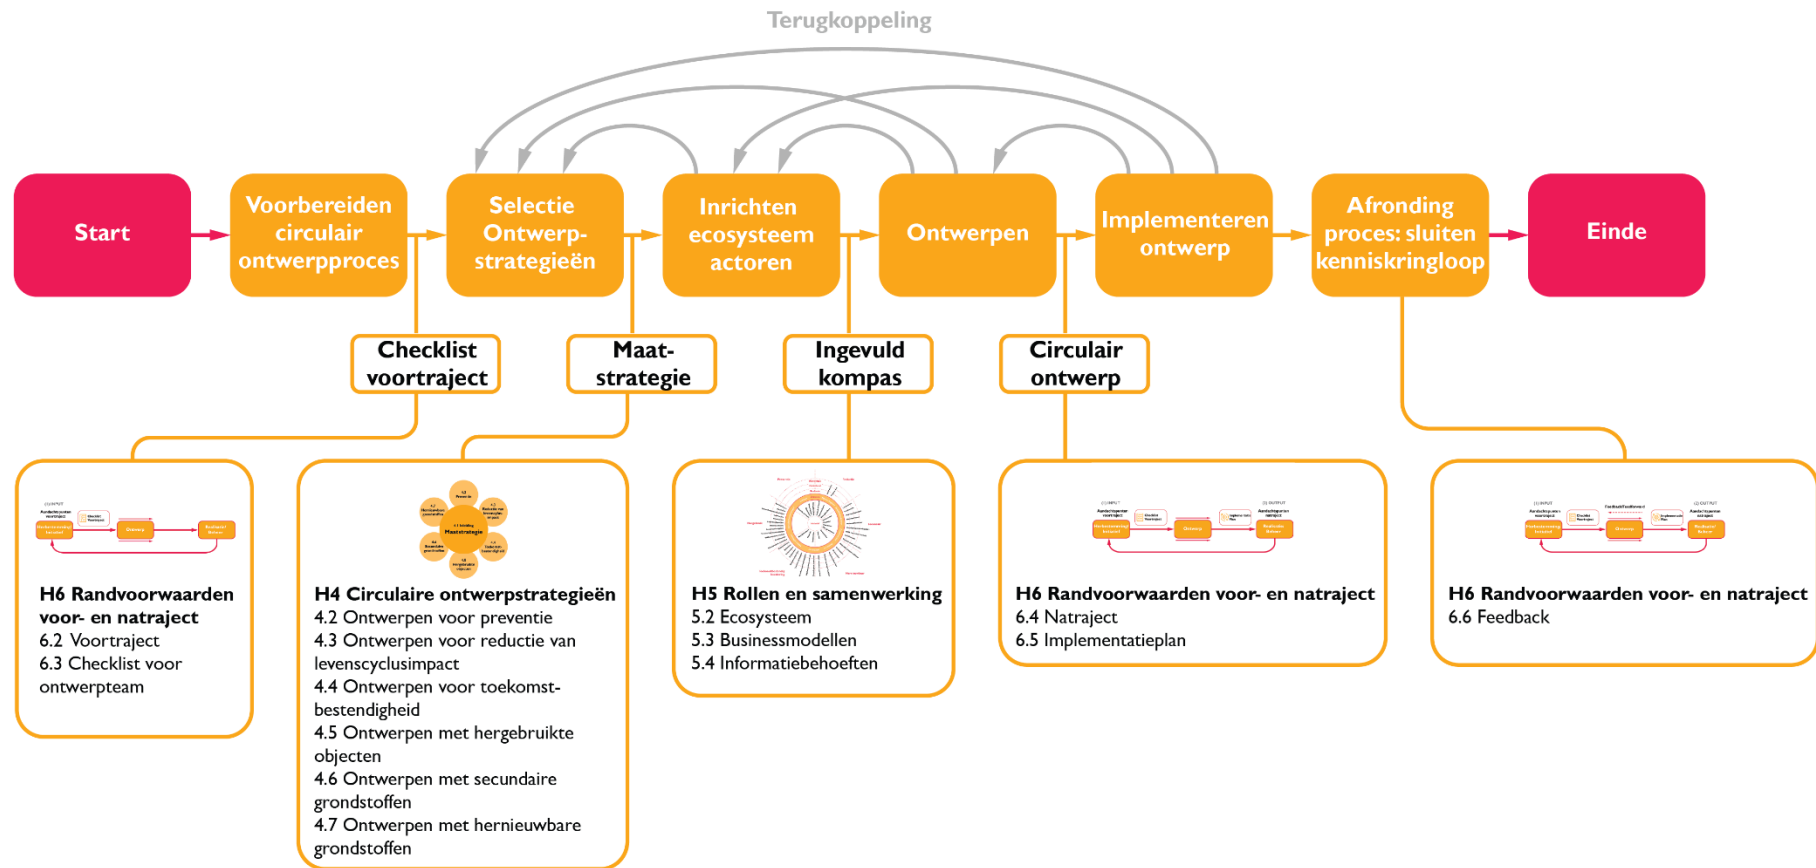 Terugkoppeling
Start
Voorbereiden
circulair
ontwerpproces
Selectie
Ontwerp-
strategieën
Inrichten
ecosysteem
actoren
Ontwerpen
Implementeren
ontwerp
Afronding
proces: sluiten
kenniskringloop
Einde
Checklist
voortraject
Maat-
strategie
Ingevuld
kompas
Circulair
ontwerp
H6 Randvoorwaarden
voor- en natraject
6.2 Voortraject
6.3 Checklist voor
ontwerpteam
Maatstrategie
H4 Circulaire ontwerpstrategieën
4.2 Ontwerpen voor preventie
4.3 Ontwerpen voor reductie van
levenscyclusimpact
4.4 Ontwerpen voor toekomst-
bestendigheid
4.5 Ontwerpen met hergebruikte
objecten
4.6 Ontwerpen met secundaire
grondstoffen
4.7 Ontwerpen met hernieuwbare
grondstoffen
H5 Rollen en samenwerking
5.2 Ecosysteem
5.3 Businessmodellen
5.4 Informatiebehoeften
H6 Randvoorwaarden voor- en natraject
6.4 Natraject
6.5 Implementatieplan
H6 Randvoorwaarden voor- en natraject
6.6 Feedback